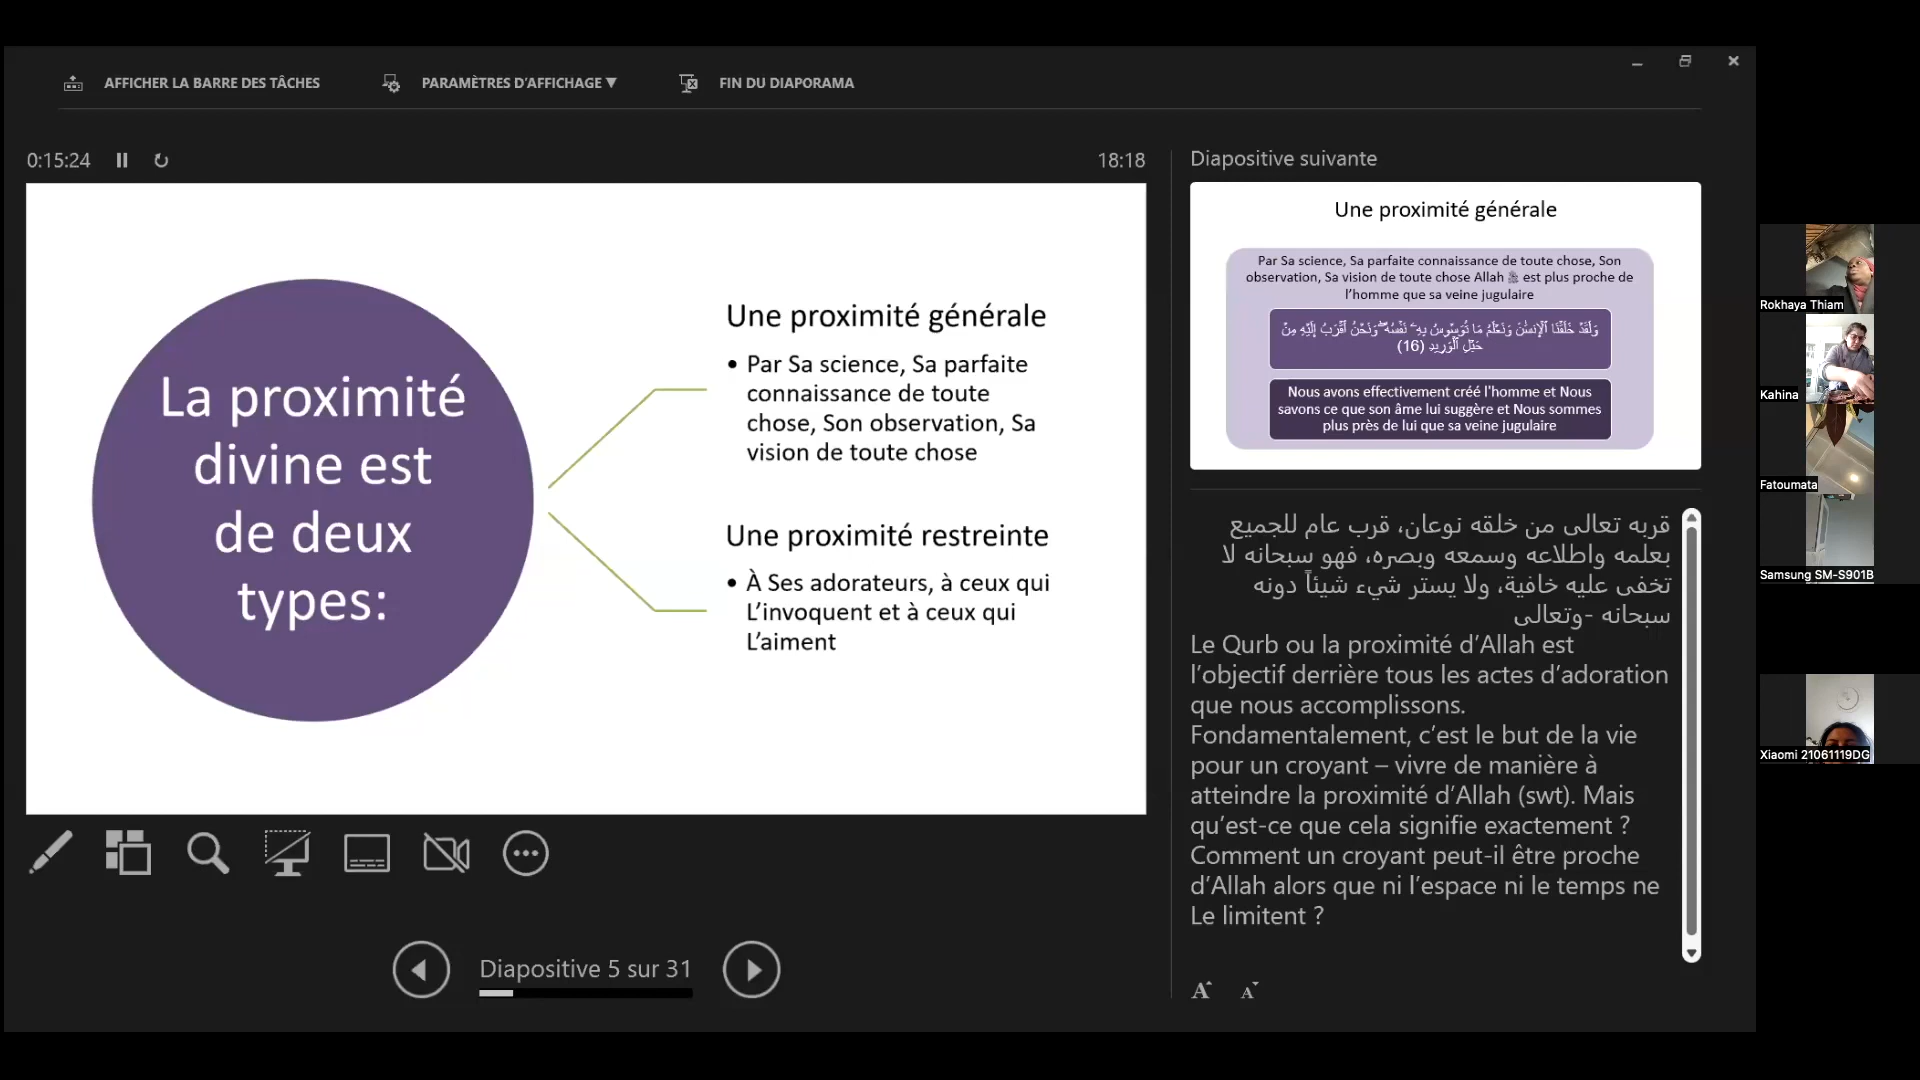 AFFICHER LA BARRE DES TÂCHES
PARAMÈTRES D'AFFICHAGE ▼
FIN DU DIAPORAMA
0:15:24
18:18
La proximité
divine est
de deux
types:
Une proximité générale
• Par Sa science, Sa parfaite
connaissance de toute
chose, Son observation, Sa
vision de toute chose
Une proximité restreinte
• À Ses adorateurs, à ceux qui
L'invoquent et à ceux qui
L'aiment
Diapositive 5 sur 31
Diapositive suivante
Une proximité générale
Par Sa science, Sa parfaite connaissance de toute chose, Son
observation, Sa vision de toute chose Allah ﷻ est plus proche de
l'homme que sa veine jugulaire
وَلَقَدْ خَلَقْنَا ٱلْإِنسَٰنَ وَنَعْلَمُ مَا تُوَسْوِسُ بِهِۦ نَفْسُهُۥ ۖ وَنَحْنُ أَقْرَبُ إِلَيْهِ مِنْ
حَبْلِ ٱلْوَرِيدِ (16)
Nous avons effectivement créé l'homme et Nous
savons ce que son âme lui suggère et Nous sommes
plus près de lui que sa veine jugulaire
قربه تعالى من خلقه نوعان، قرب عام للجميع
بعلمه واطلاعه وسمعه وبصره، فهو سبحانه لا
تخفى عليه خافية، ولا يستر شيء شيئاً دونه
سبحانه -وتعالى
Le Qurb ou la proximité d'Allah est
l'objectif derrière tous les actes d'adoration
que nous accomplissons.
Fondamentalement, c'est le but de la vie
pour un croyant – vivre de manière à
atteindre la proximité d'Allah (swt). Mais
qu'est-ce que cela signifie exactement ?
Comment un croyant peut-il être proche
d'Allah alors que ni l'espace ni le temps ne
Le limitent ?
A A
Rokhaya Thiam
Kahina
Fatoumata
Samsung SM-S901B
Xiaomi 21061119DG